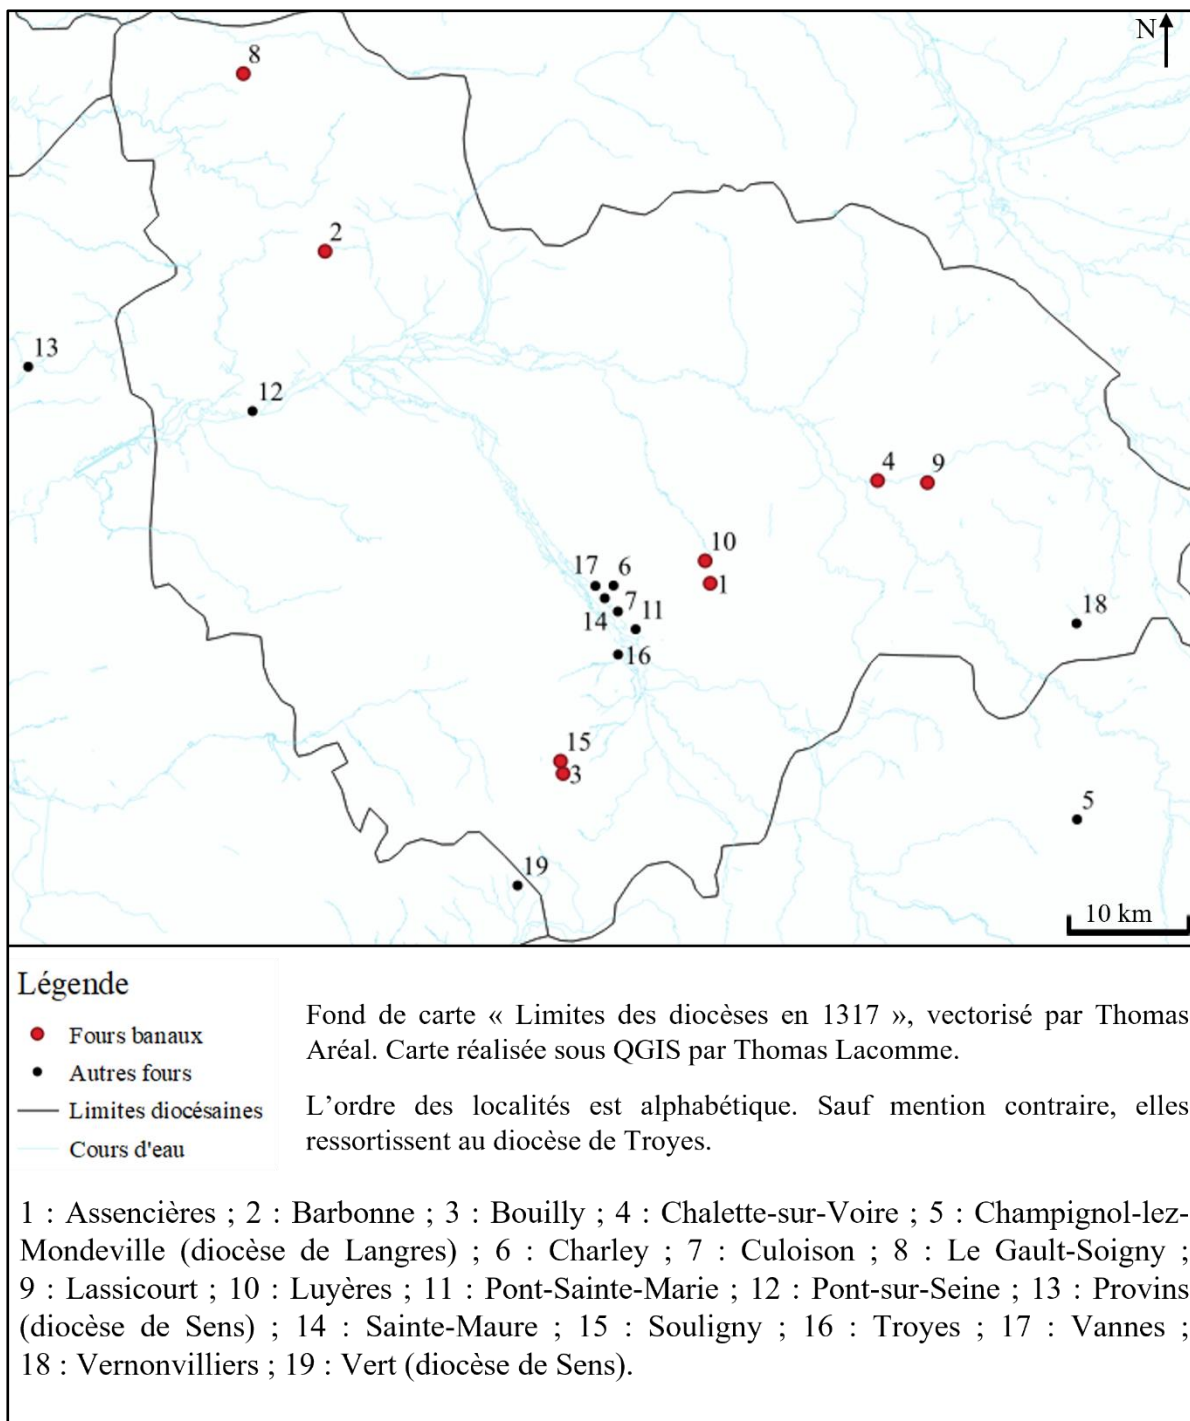 N
8
2
13
12
4
9
10
17
6
1
7
14
11
18
16
15
3
5
19
10 km
Légende
Fours banaux
Autres fours
Limites diocésaines
Cours d'eau
Fond de carte « Limites des diocèses en 1317 », vectorisé par Thomas
Aréal. Carte réalisée sous QGIS par Thomas Lacomme.
L’ordre des localités est alphabétique. Sauf mention contraire, elles
ressortissent au diocèse de Troyes.
1 : Assencières ; 2 : Barbonne ; 3 : Bouilly ; 4 : Chalette-sur-Voire ; 5 : Champignol-lez-
Mondeville (diocèse de Langres) ; 6 : Charley ; 7 : Culoison ; 8 : Le Gault-Soigny ;
9 : Lassicourt ; 10 : Luyères ; 11 : Pont-Sainte-Marie ; 12 : Pont-sur-Seine ; 13 : Provins
(diocèse de Sens) ; 14 : Sainte-Maure ; 15 : Souligny ; 16 : Troyes ; 17 : Vannes ;
18 : Vernonvilliers ; 19 : Vert (diocèse de Sens).